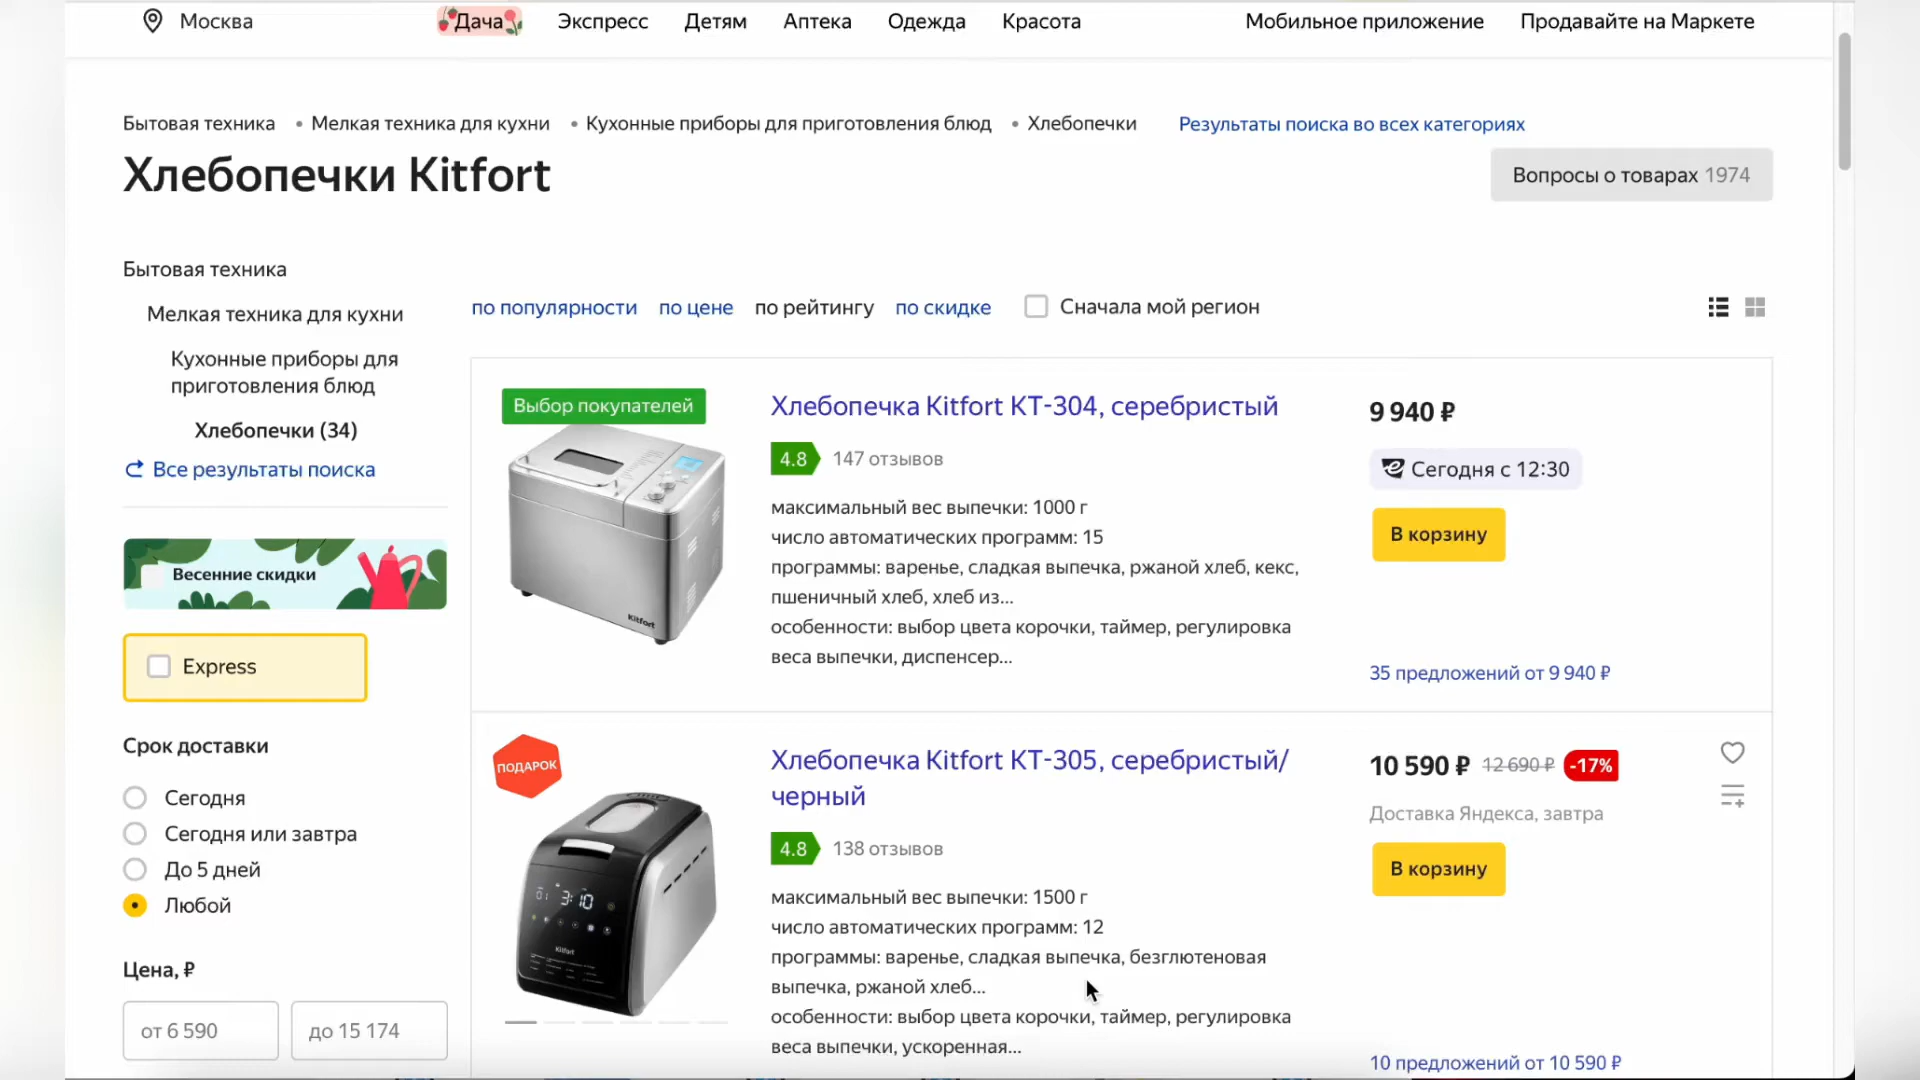 Москва
Дача
Экспресс
Детям
Аптека
Одежда
Красота
Мобильное приложение
Продавайте на Маркете
Бытовая техника • Мелкая техника для кухни • Кухонные приборы для приготовления блюд • Хлебопечки
Результаты поиска во всех категориях
Хлебопечки Kitfort
Вопросы о товарах 1974
Бытовая техника
Мелкая техника для кухни
Кухонные приборы для
приготовления блюд
Хлебопечки (34)
Все результаты поиска
Весенние скидки
Express
Срок доставки
Сегодня
Сегодня или завтра
До 5 дней
Любой
Цена, ₽
от 6 590
до 15 174
по популярности
по цене
по рейтингу
по скидке
Сначала мой регион
Выбор покупателей
Kitfort
Хлебопечка Kitfort КТ-304, серебристый
4.8
147 отзывов
максимальный вес выпечки: 1000 г
число автоматических программ: 15
программы: варенье, сладкая выпечка, ржаной хлеб, кекс,
пшеничный хлеб, хлеб из...
особенности: выбор цвета корочки, таймер, регулировка
веса выпечки, диспенсер...
9 940 ₽
Сегодня с 12:30
В корзину
35 предложений от 9 940 ₽
ПОДАРОК
3:10
Kitfort
Хлебопечка Kitfort КТ-305, серебристый/
черный
4.8
138 отзывов
максимальный вес выпечки: 1500 г
число автоматических программ: 12
программы: варенье, сладкая выпечка, безглютеновая
выпечка, ржаной хлеб...
особенности: выбор цвета корочки, таймер, регулировка
веса выпечки, ускоренная...
10 590 ₽ 12 690 ₽ -17%
Доставка Яндекса, завтра
В корзину
10 предложений от 10 590 ₽